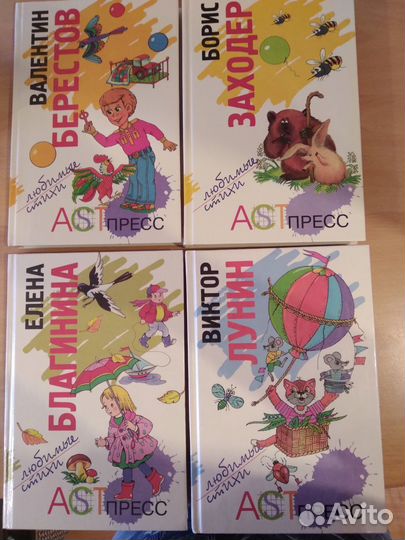 ВАЛЕНТИН
БЕРЕСТОВ
любимые
стихи
АСТ ПРЕСС
БОРИС
ЗАХОДЕР
любимые
стихи
АСТ ПРЕСС
ЕЛЕНА
БЛАГИНИНА
любимые
стихи
АСТ ПРЕСС
ВИКТОР
ЛУНИН
любимые
стихи
АСТ ПРЕСС
Avito